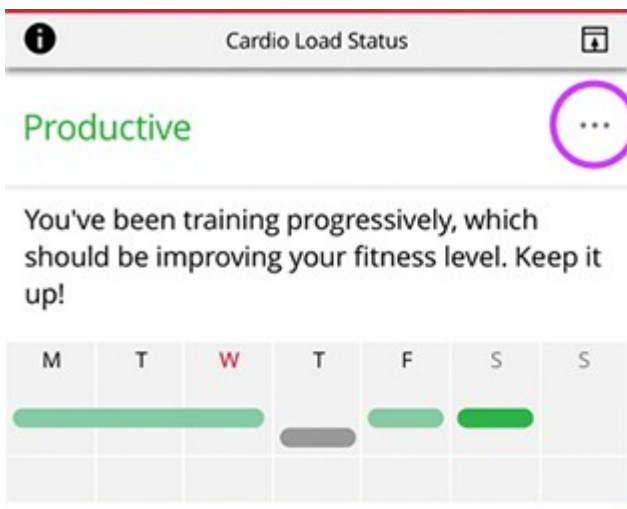 Cardio Load Status
Productive
You've been training progressively, which
should be improving your fitness level. Keep it
up!
M T W T F S S